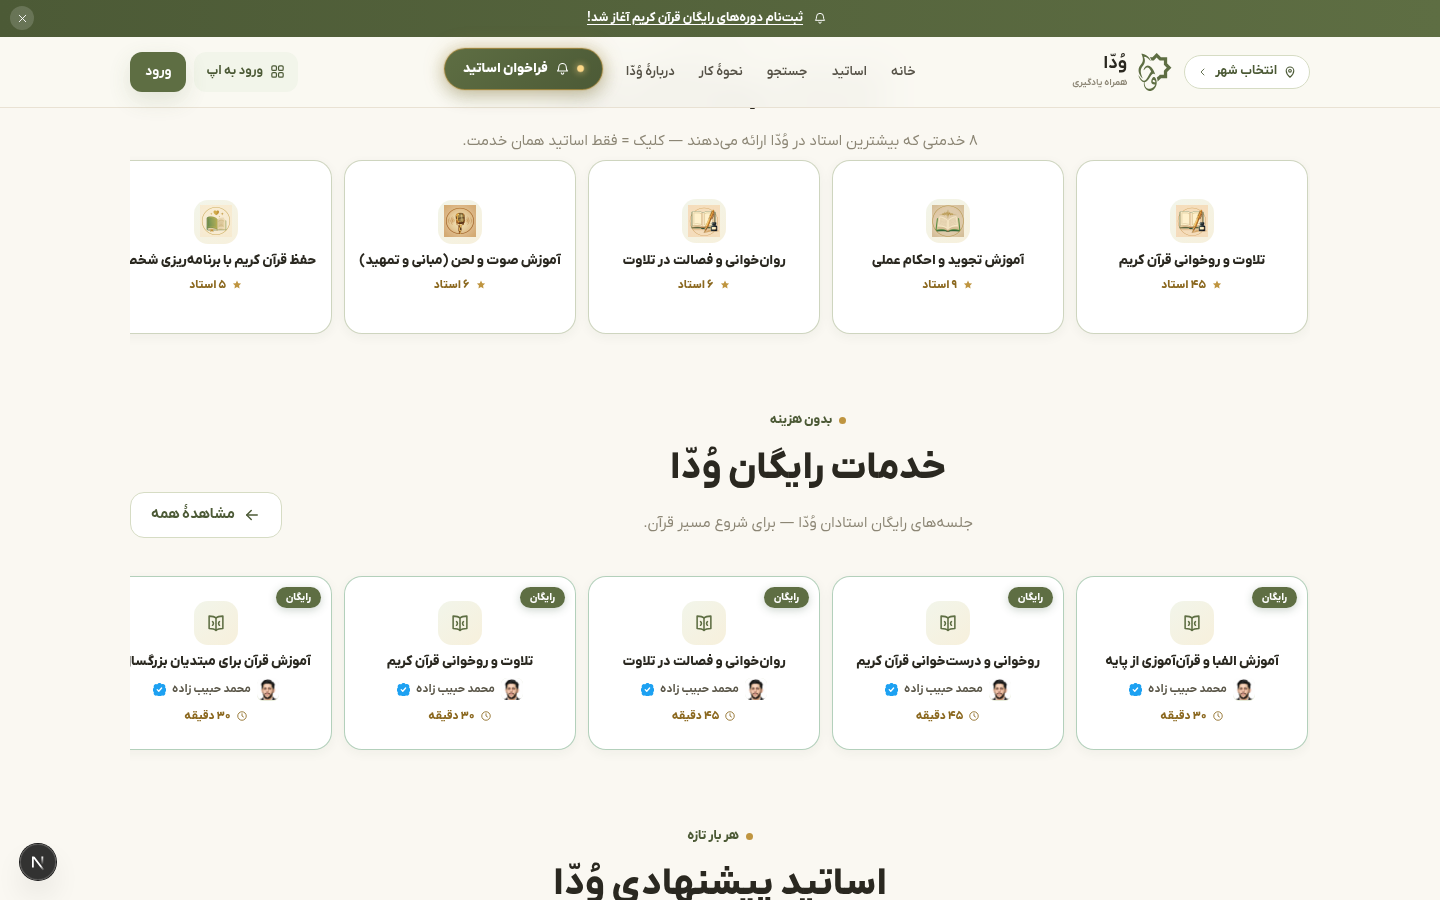 ثبت‌نام دوره‌های رایگان قرآن کریم آغاز شد!
انتخاب شهر
وُدّا
همراه یادگیری
خانه
اساتید
جستجو
نحوهٔ کار
دربارهٔ وُدّا
فراخوان اساتید
ورود به اپ
ورود
۸ خدمتی که بیشترین استاد در وُدّا ارائه می‌دهند — کلیک = فقط اساتید همان خدمت.
تلاوت و روخوانی قرآن کریم
۴۵ استاد
آموزش تجوید و احکام عملی
۹ استاد
روان‌خوانی و فصالت در تلاوت
۶ استاد
آموزش صوت و لحن (مبانی و تمهید)
۶ استاد
حفظ قرآن کریم با برنامه‌ریزی
۵ استاد
بدون هزینه
خدمات رایگان وُدّا
جلسه‌های رایگان استادان وُدّا — برای شروع مسیر قرآن.
مشاهدهٔ همه
رایگان
آموزش الفبا و قرآن‌آموزی از پایه
محمد حبیب زاده
۳۰ دقیقه
رایگان
روخوانی و درست‌خوانی قرآن کریم
محمد حبیب زاده
۴۵ دقیقه
رایگان
روان‌خوانی و فصالت در تلاوت
محمد حبیب زاده
۴۵ دقیقه
رایگان
تلاوت و روخوانی قرآن کریم
محمد حبیب زاده
۳۰ دقیقه
رایگان
آموزش قرآن برای مبتدیان
محمد حبیب زاده
۳۰ دقیقه
هر بار تازه
اساتید پیشنهادی وُدّا
N